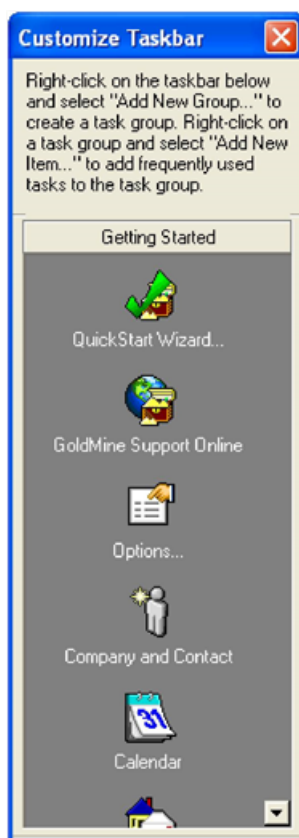 Customize Taskbar
Right-click on the taskbar below
and select "Add New Group..." to
create a task group. Right-click on
a task group and select "Add New
Item..." to add frequently used
tasks to the task group.
Getting Started
QuickStart Wizard...
GoldMine Support Online
Options...
Company and Contact
31
Calendar